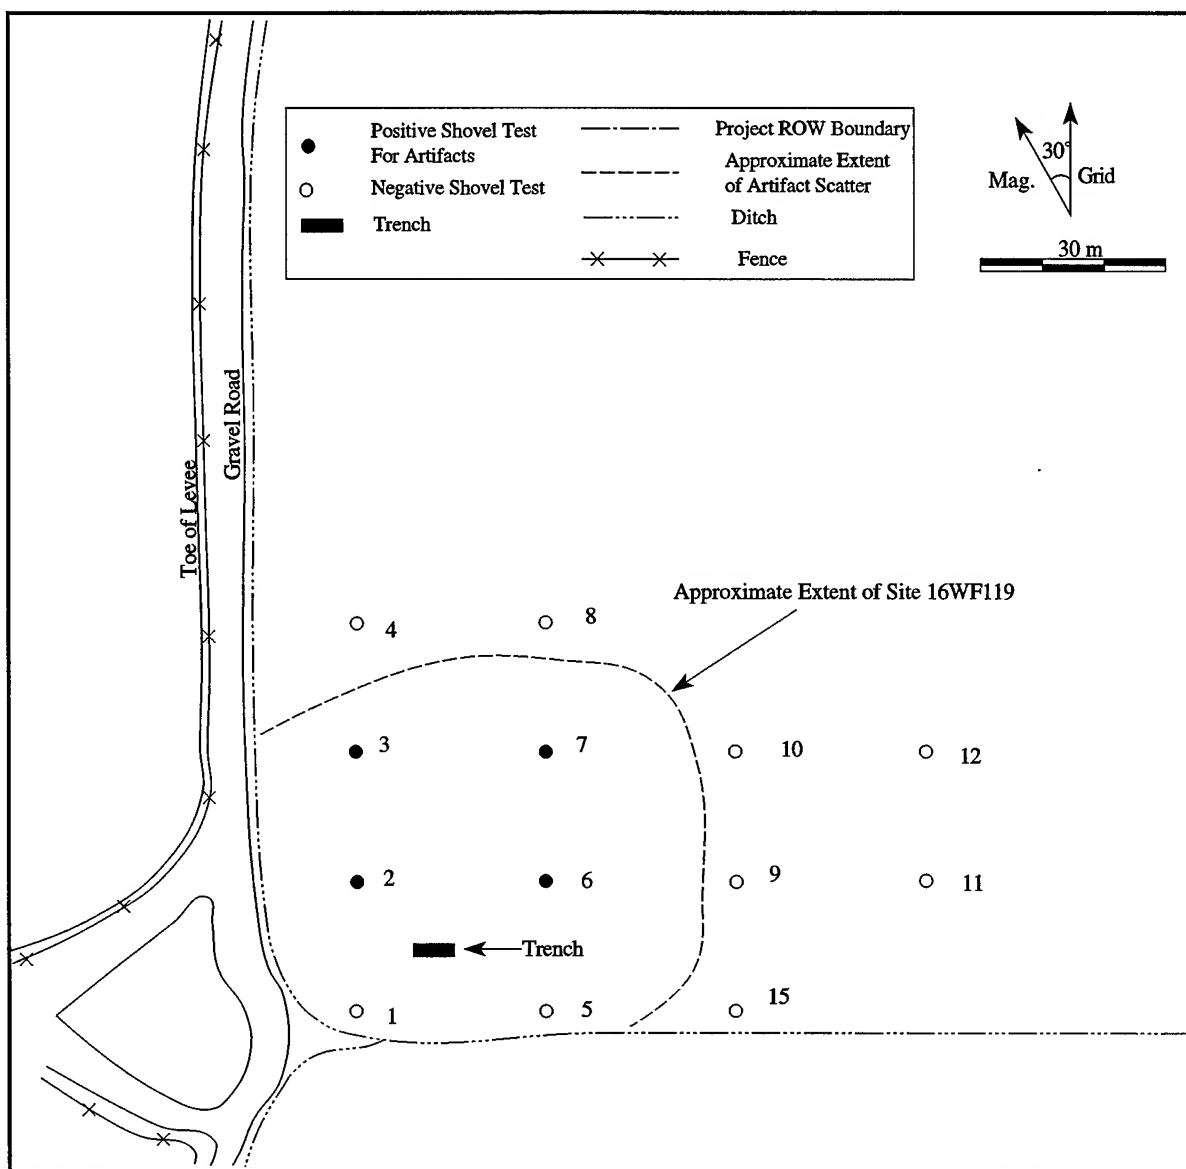 Positive Shovel Test
For Artifacts
Negative Shovel Test
Trench
Project ROW Boundary
Approximate Extent
of Artifact Scatter
Ditch
Fence
30°
Mag.
Grid
30 m
Gravel Road
Toe of Levee
Approximate Extent of Site 16WF119
4
8
3
7
10
12
2
6
9
11
Trench
1
5
15